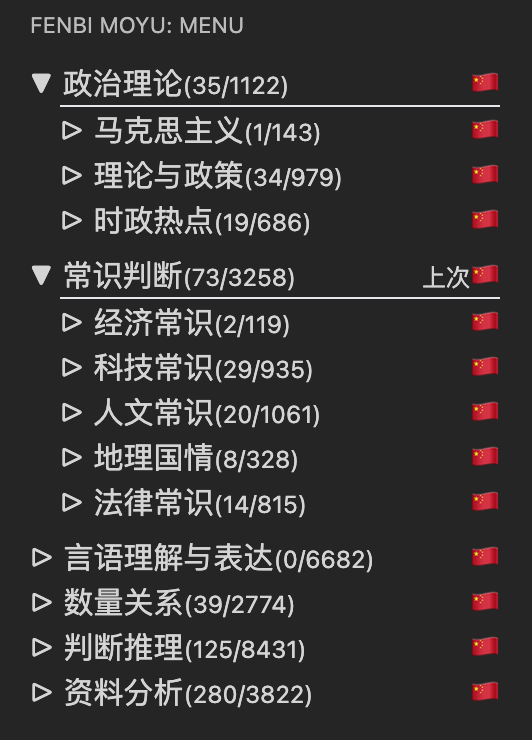 FENBI MOYU: MENU
政治理论(35/1122)
马克思主义(1/143)
理论与政策(34/979)
时政热点(19/686)
常识判断(73/3258) 上次
经济常识(2/119)
科技常识(29/935)
人文常识(20/1061)
地理国情(8/328)
法律常识(14/815)
言语理解与表达(0/6682)
数量关系(39/2774)
判断推理(125/8431)
资料分析(280/3822)